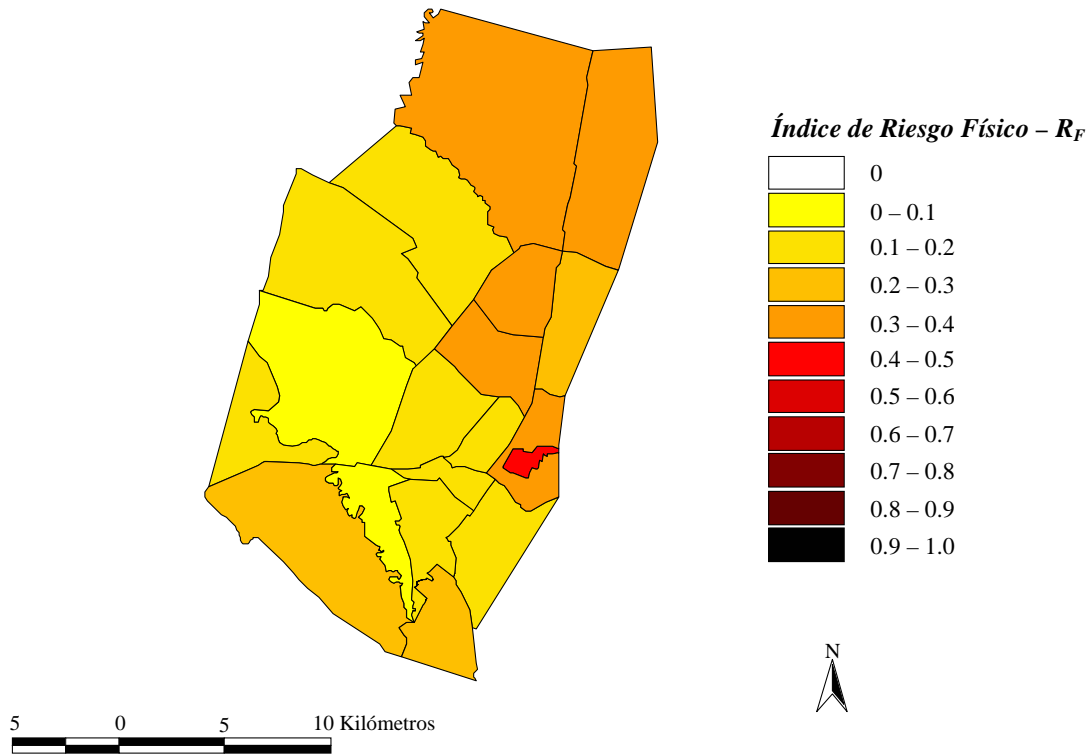 Índice de Riesgo Físico – RF
0
0 – 0.1
0.1 – 0.2
0.2 – 0.3
0.3 – 0.4
0.4 – 0.5
0.5 – 0.6
0.6 – 0.7
0.7 – 0.8
0.8 – 0.9
0.9 – 1.0
N
5 0 5 10 Kilómetros